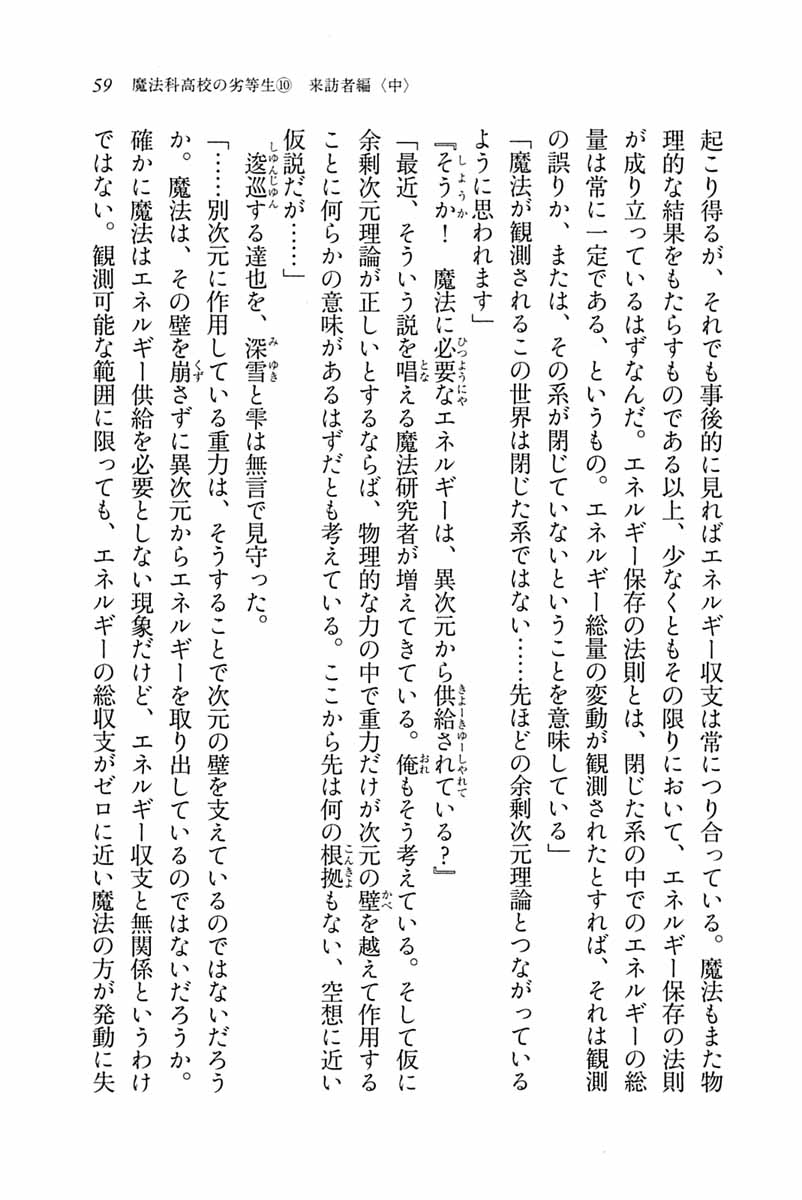 59　魔法科高校の劣等生⑩　来訪者編〈中〉
起こり得るが、それでも事後的に見ればエネルギー収支は常につり合っている。魔法もまた物
理的な結果をもたらすものである以上、少なくともその限りにおいて、エネルギー保存の法則
が成り立っているはずなんだ。エネルギー保存の法則とは、閉じた系の中でのエネルギーの総
量は常に一定である、というもの。エネルギー総量の変動が観測されたとすれば、それは観測
の誤りか、または、その系が閉じていないということを意味している」
「魔法が観測されるこの世界は閉じた系ではない……先ほどの余剰次元理論とつながっている
ように思われます」
『そうか！　魔法に必要なエネルギーは、異次元から供給されている？』
「最近、そういう説を唱える魔法研究者が増えてきている。俺もそう考えている。そして仮に
余剰次元理論が正しいとするならば、物理的な力の中で重力だけが次元の壁を越えて作用する
ことに何らかの意味があるはずだとも考えている。ここから先は何の根拠もない、空想に近い
仮説だが……」
逡巡する達也を、深雪と雫は無言で見守った。
「……別次元に作用している重力は、そうすることで次元の壁を支えているのではないだろう
か。魔法は、その壁を崩さずに異次元からエネルギーを取り出しているのではないだろうか。
確かに魔法はエネルギー供給を必要としない現象だけど、エネルギー収支と無関係というわけ
ではない。観測可能な範囲に限っても、エネルギーの総収支がゼロに近い魔法の方が発動に失